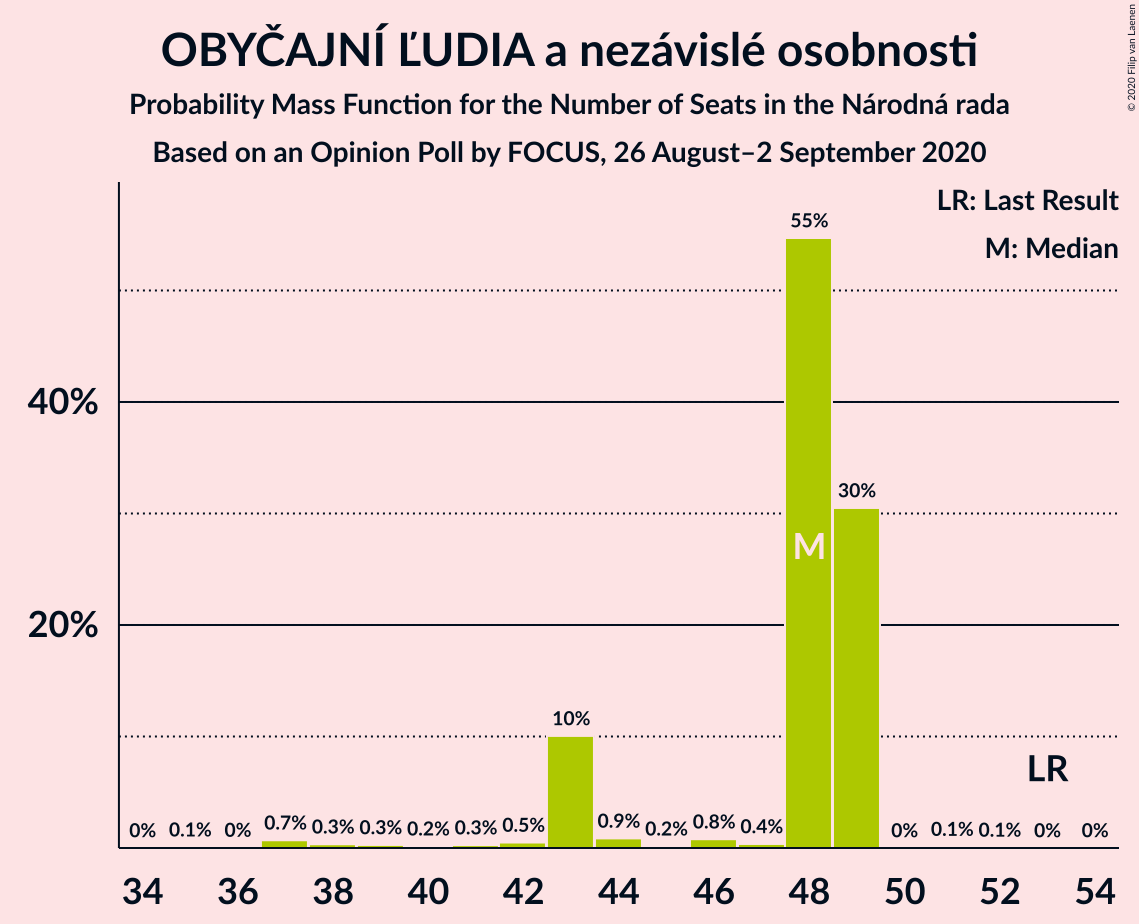 OBYČAJNÍ ĽUDIA a nezávislé osobnosti
Probability Mass Function for the Number of Seats in the Národná rada
Based on an Opinion Poll by FOCUS, 26 August–2 September 2020
© 2020 Filip van Laenen
LR: Last Result
M: Median
55%
40%
30%
M
20%
10%
LR
0% 0.1% 0% 0.7% 0.3% 0.3% 0.2% 0.3% 0.5% 0.9% 0.2% 0.8% 0.4% 0% 0.1% 0.1% 0% 0%
34 36 38 40 42 44 46 48 50 52 54